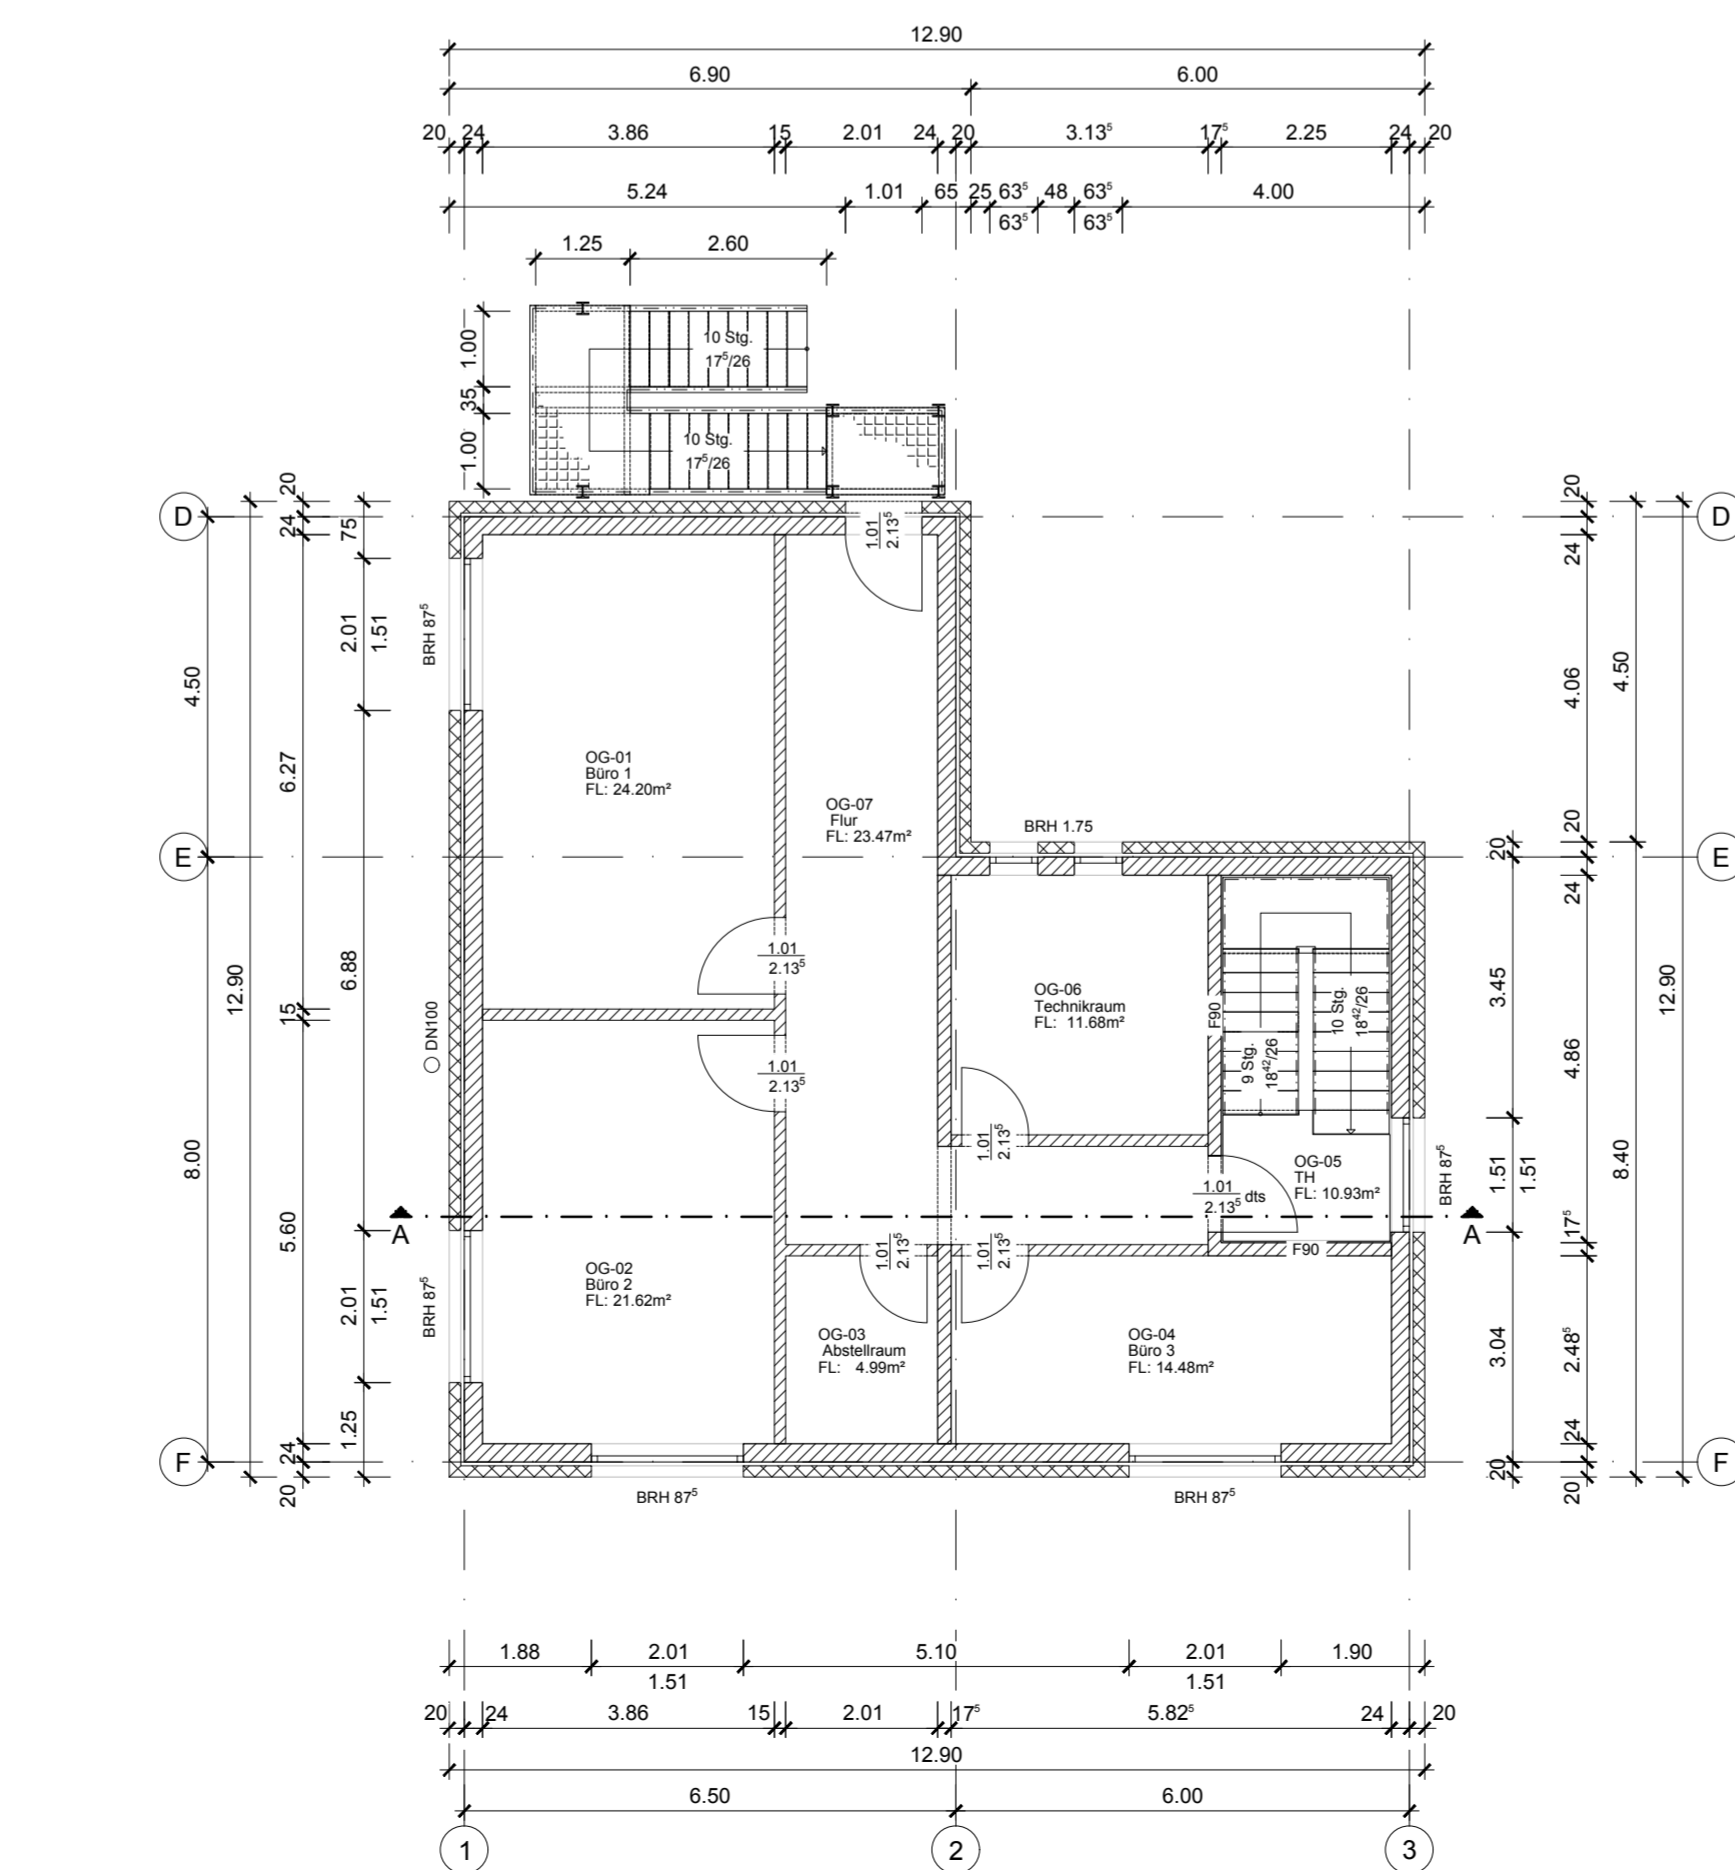 12.90
6.90 6.00
20 24 3.86 15 2.01 24 20 3.13⁵ 17⁵ 2.25 24 20
5.24 1.01 65 25 63⁵ 48 63⁵ 4.00
63⁵ 63⁵
1.25 2.60
1.00
35
1.00
10 Stg.
17⁵/26
10 Stg.
17⁵/26
D
E
F
4.50
8.00
12.90
20
24
6.27
15
5.60
24
20
75
2.01
1.51
6.88
2.01
1.51
1.25
BRH 87⁵
DN100
BRH 87⁵
1.01
2.13⁵
OG-01
Büro 1
FL: 24.20m²
OG-07
Flur
FL: 23.47m²
BRH 1.75
1.01
2.13⁵
1.01
2.13⁵
OG-06
Technikraum
FL: 11.68m²
F90
9 Stg.
18⁴²/26
10 Stg.
18⁴²/26
1.01
2.13⁵
OG-05
TH
FL: 10.93m²
1.01
2.13⁵ dts
F90
BRH 87⁵
A
A
1.01
2.13⁵
1.01
2.13⁵
OG-02
Büro 2
FL: 21.62m²
OG-03
Abstellraum
FL: 4.99m²
OG-04
Büro 3
FL: 14.48m²
BRH 87⁵
BRH 87⁵
20
3.45
1.51
1.51
3.04
20
20
24
4.06
20
24
4.86
17⁵
2.48⁵
24
20
4.50
8.40
12.90
D
E
F
1.88 2.01 5.10 2.01 1.90
1.51 1.51
20 24 3.86 15 2.01 17⁵ 5.82⁵ 24 20
12.90
6.50 6.00
1 2 3